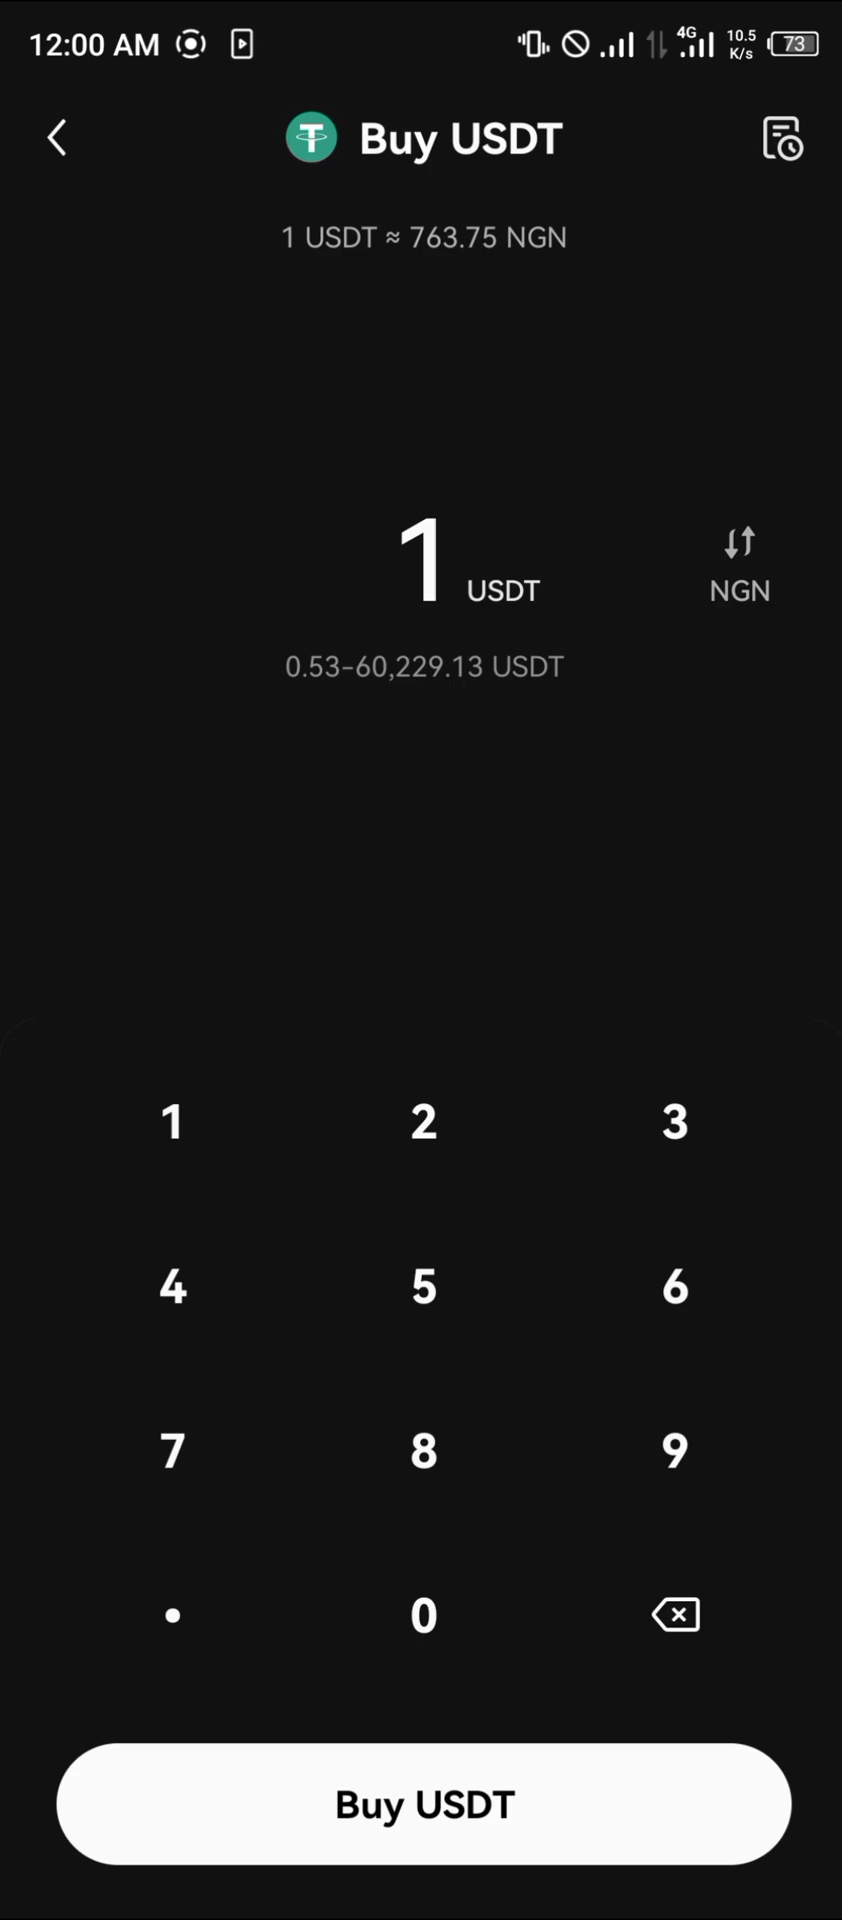 12:00 AM 4G 10.5 K/s 73
Buy USDT
1 USDT ≈ 763.75 NGN
1 USDT
NGN
0.53-60,229.13 USDT
1 2 3
4 5 6
7 8 9
. 0
Buy USDT